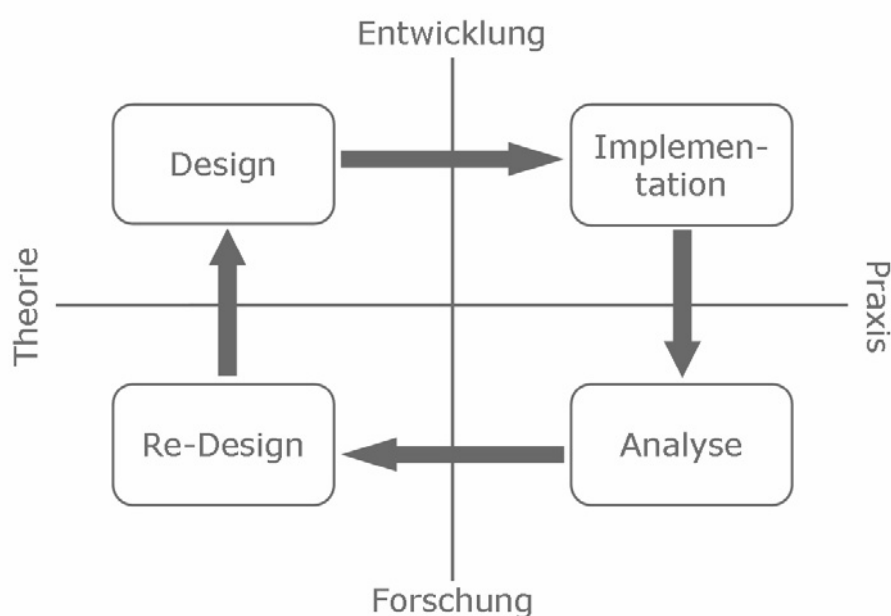 Entwicklung
Design
Implemen-
tation
Theorie
Praxis
Re-Design
Analyse
Forschung